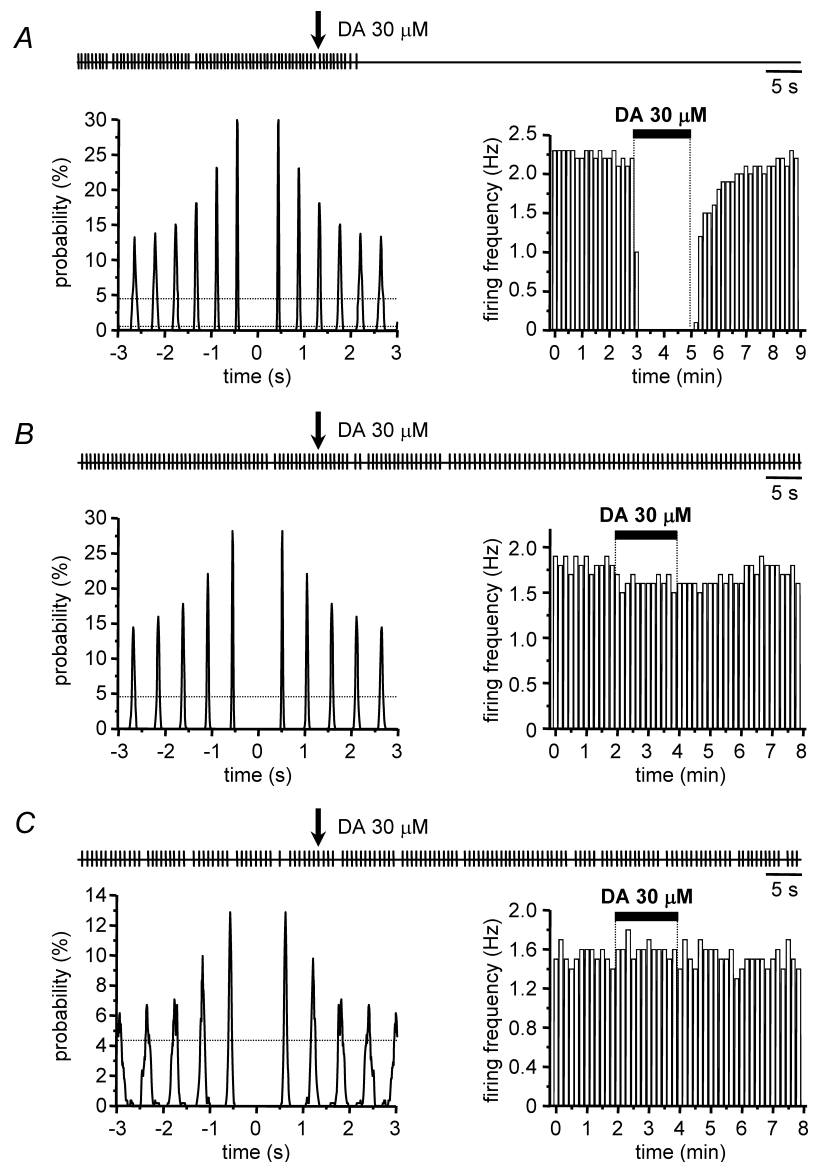 A
DA 30 μM
5 s
30
25
20
15
10
5
0
probability (%)
-3 -2 -1 0 1 2 3
time (s)
DA 30 μM
2.5
2.0
1.5
1.0
0.5
0
firing frequency (Hz)
0 1 2 3 4 5 6 7 8 9
time (min)
B
DA 30 μM
5 s
30
25
20
15
10
5
0
probability (%)
-3 -2 -1 0 1 2 3
time (s)
DA 30 μM
2.0
1.5
1.0
0.5
0
firing frequency (Hz)
0 1 2 3 4 5 6 7 8
time (min)
C
DA 30 μM
5 s
14
12
10
8
6
4
2
0
probability (%)
-3 -2 -1 0 1 2 3
time (s)
DA 30 μM
2.0
1.6
1.2
0.8
0.4
0
firing frequency (Hz)
0 1 2 3 4 5 6 7 8
time (min)